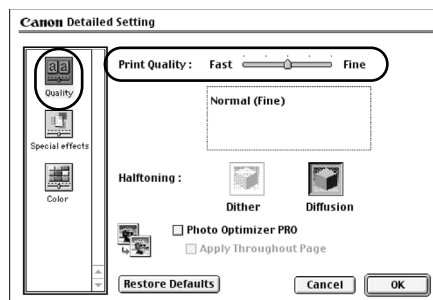 Canon Detailed Setting
Print Quality : Fast Fine
Quality
Normal (Fine)
Special effects
Color
Halftoning :
Dither Diffusion
Photo Optimizer PRO
Apply Throughout Page
Restore Defaults Cancel OK